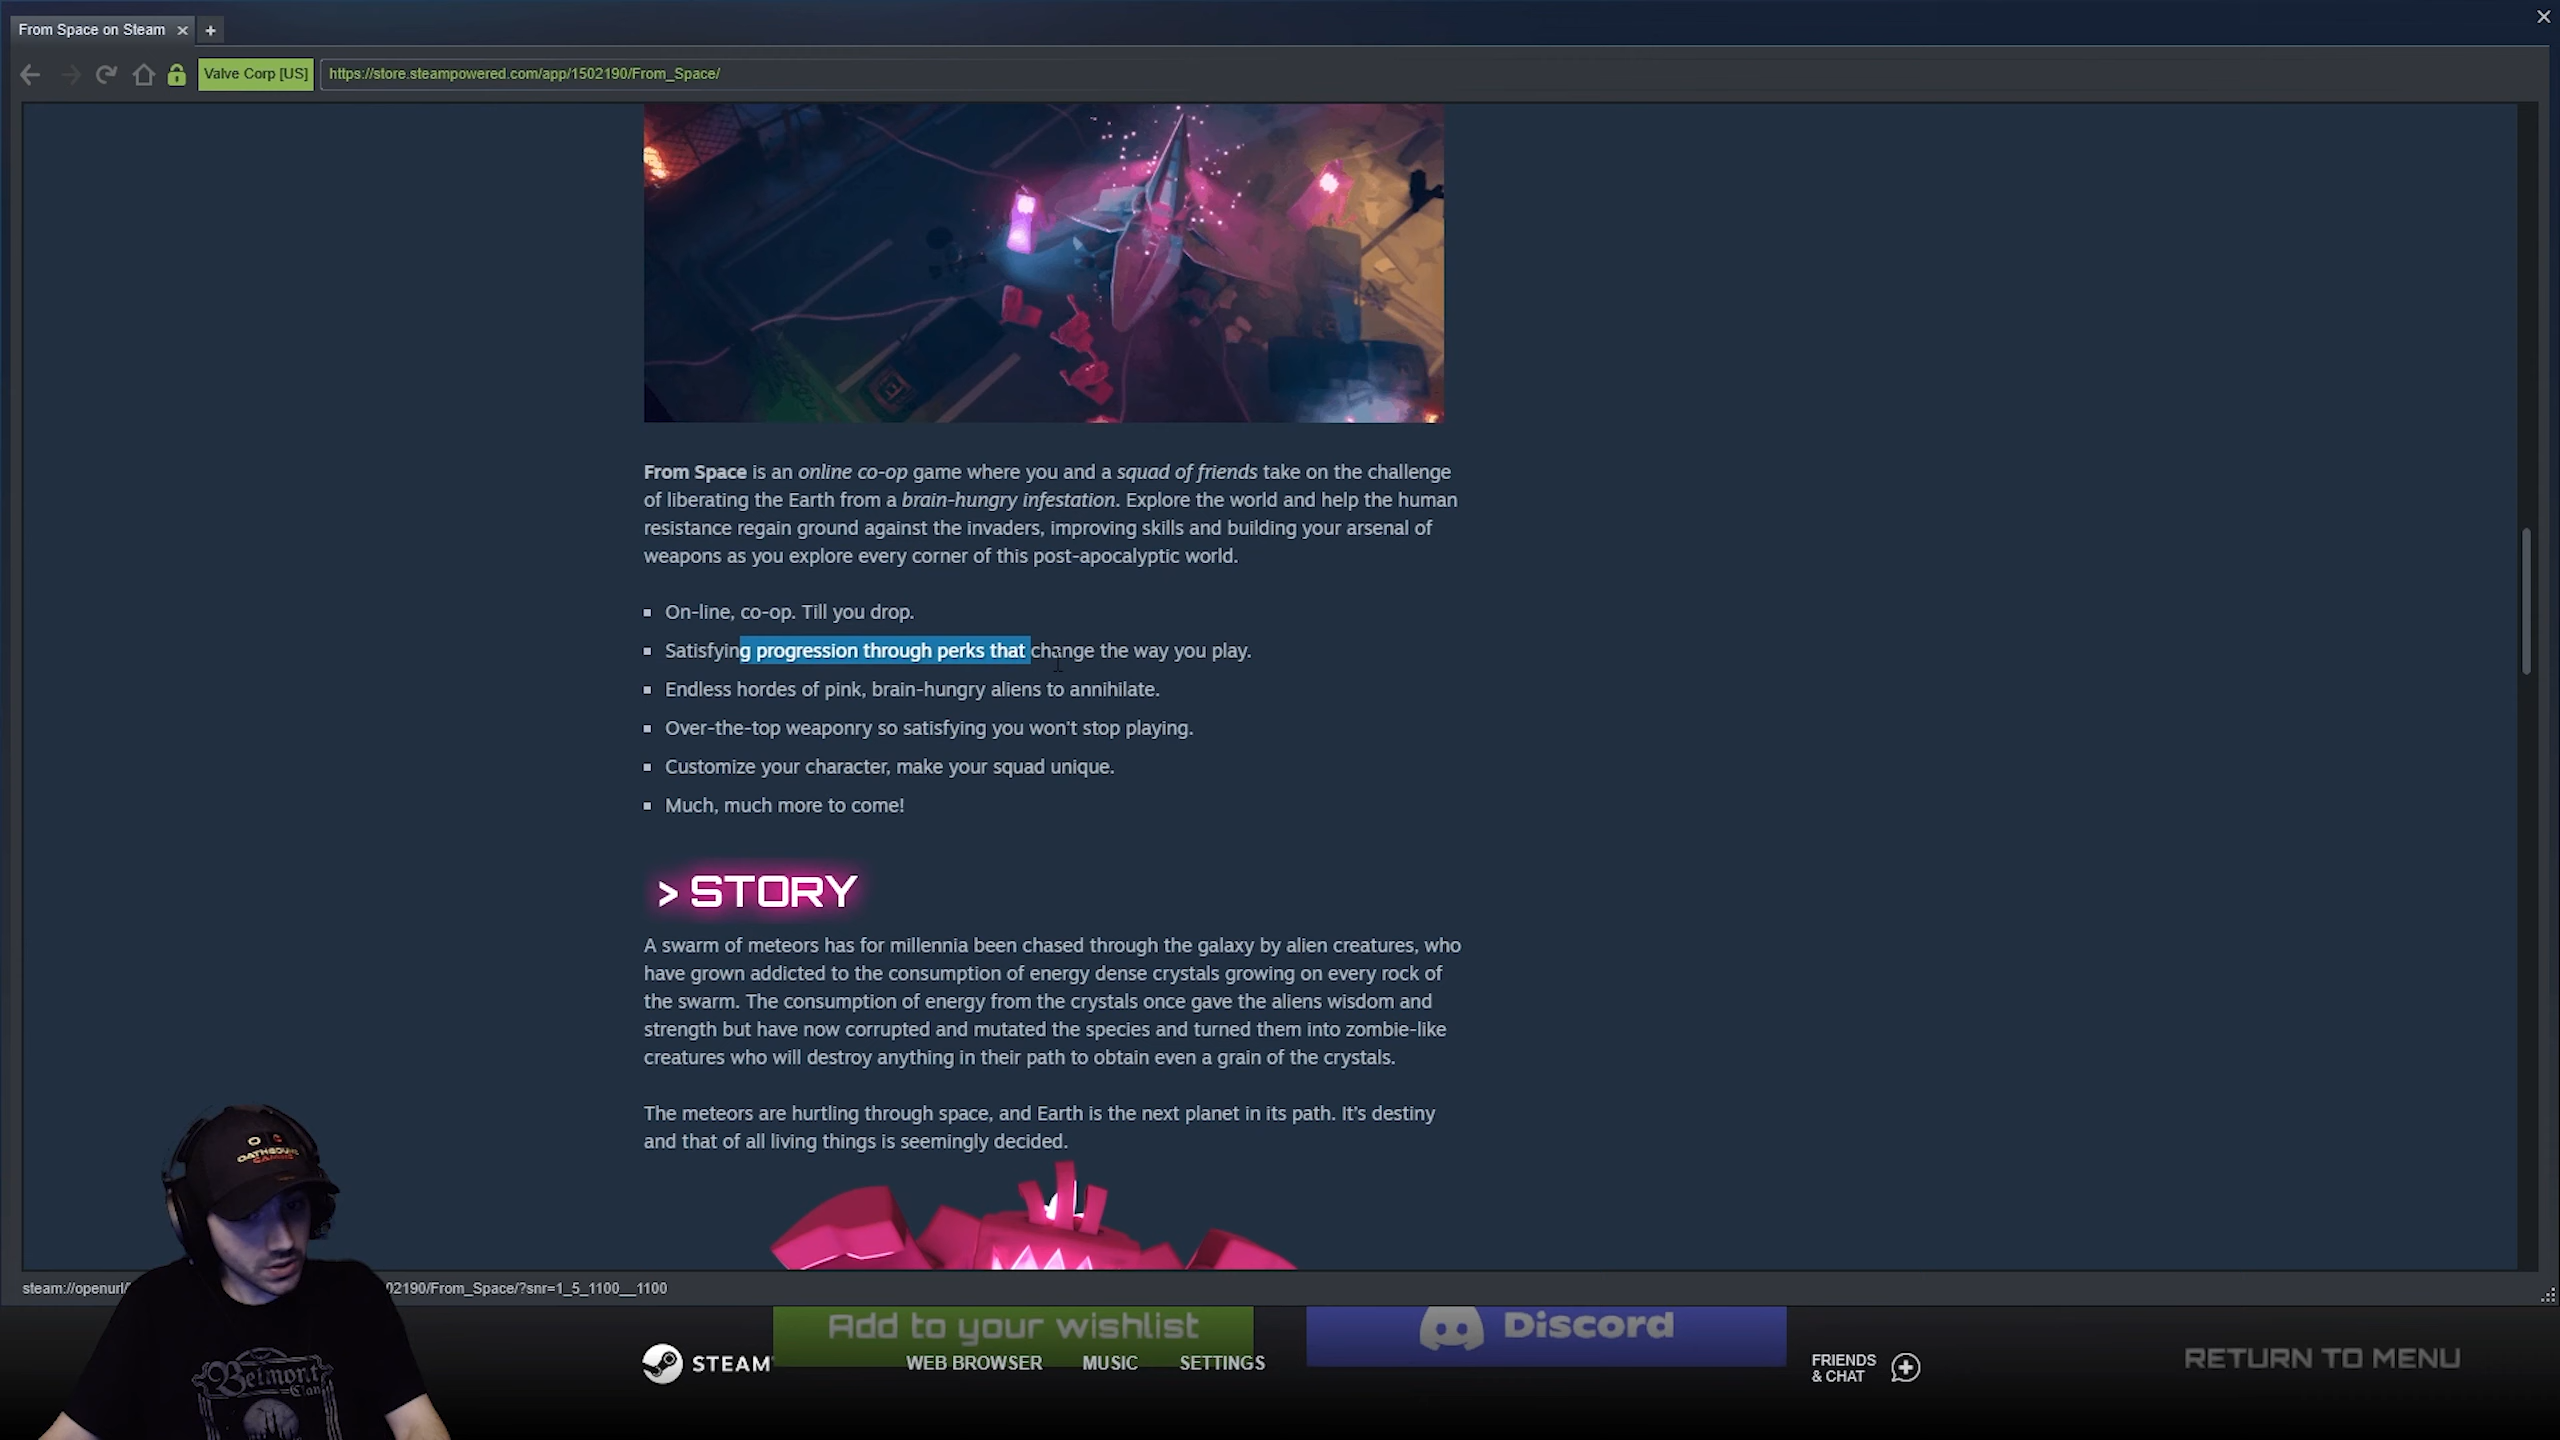 From Space on Steam
Valve Corp [US]
https://store.steampowered.com/app/1502190/From_Space/
From Space is an online co-op game where you and a squad of friends take on the challenge
of liberating the Earth from a brain-hungry infestation. Explore the world and help the human
resistance regain ground against the invaders, improving skills and building your arsenal of
weapons as you explore every corner of this post-apocalyptic world.
On-line, co-op. Till you drop.
Satisfying progression through perks that change the way you play.
Endless hordes of pink, brain-hungry aliens to annihilate.
Over-the-top weaponry so satisfying you won't stop playing.
Customize your character, make your squad unique.
Much, much more to come!
> STORY
A swarm of meteors has for millennia been chased through the galaxy by alien creatures, who
have grown addicted to the consumption of energy dense crystals growing on every rock of
the swarm. The consumption of energy from the crystals once gave the aliens wisdom and
strength but have now corrupted and mutated the species and turned them into zombie-like
creatures who will destroy anything in their path to obtain even a grain of the crystals.
The meteors are hurtling through space, and Earth is the next planet in its path. It's destiny
and that of all living things is seemingly decided.
OATHBOUND
GAMING
steam://openurl/ 02190/From_Space/?snr=1_5_1100__1100
Add to your wishlist
Discord
STEAM
WEB BROWSER
MUSIC
SETTINGS
FRIENDS
& CHAT
RETURN TO MENU
Belmont
Clan